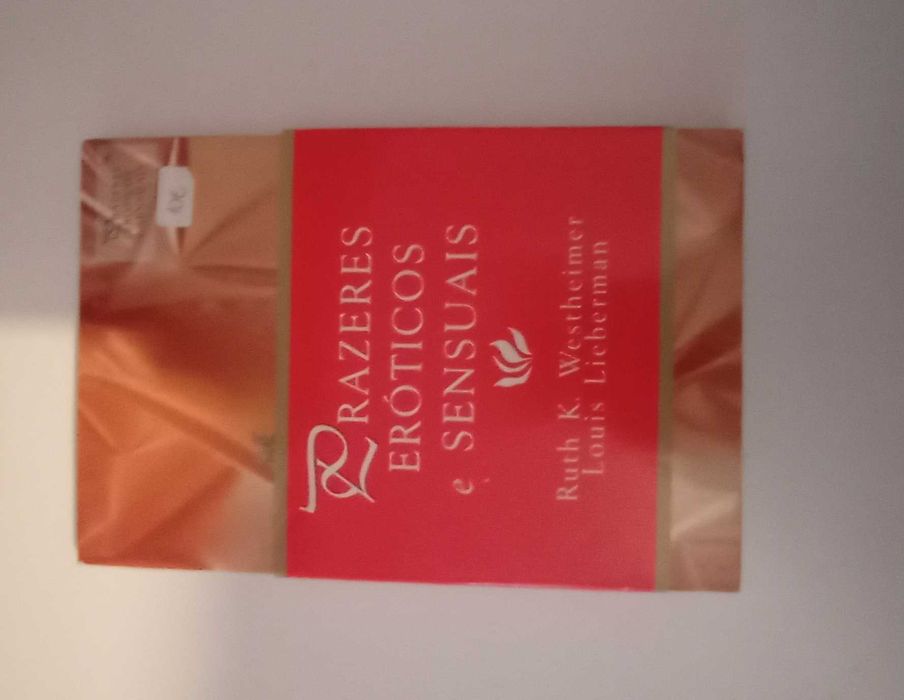 PRAZERES
ERÓTICOS
e SENSUAIS
Ruth K. Westheimer
Louis Lieberman